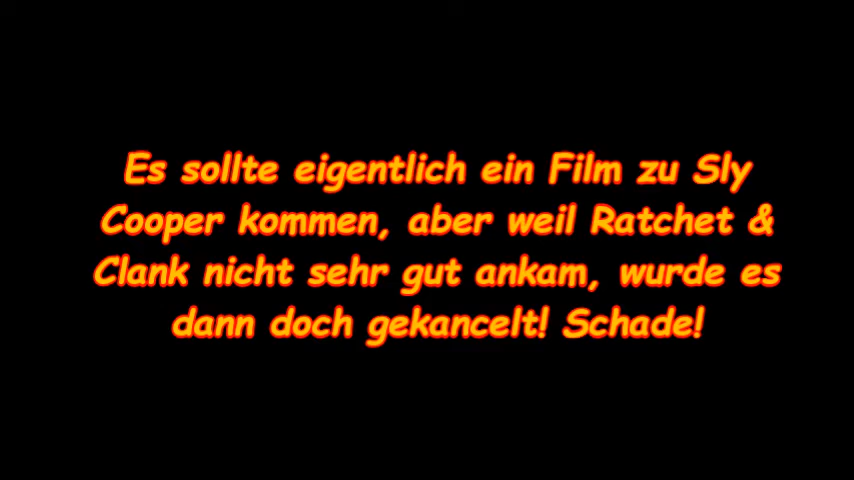 Es sollte eigentlich ein Film zu Sly
Cooper kommen, aber weil Ratchet &
Clank nicht sehr gut ankam, wurde es
dann doch gekancelt! Schade!